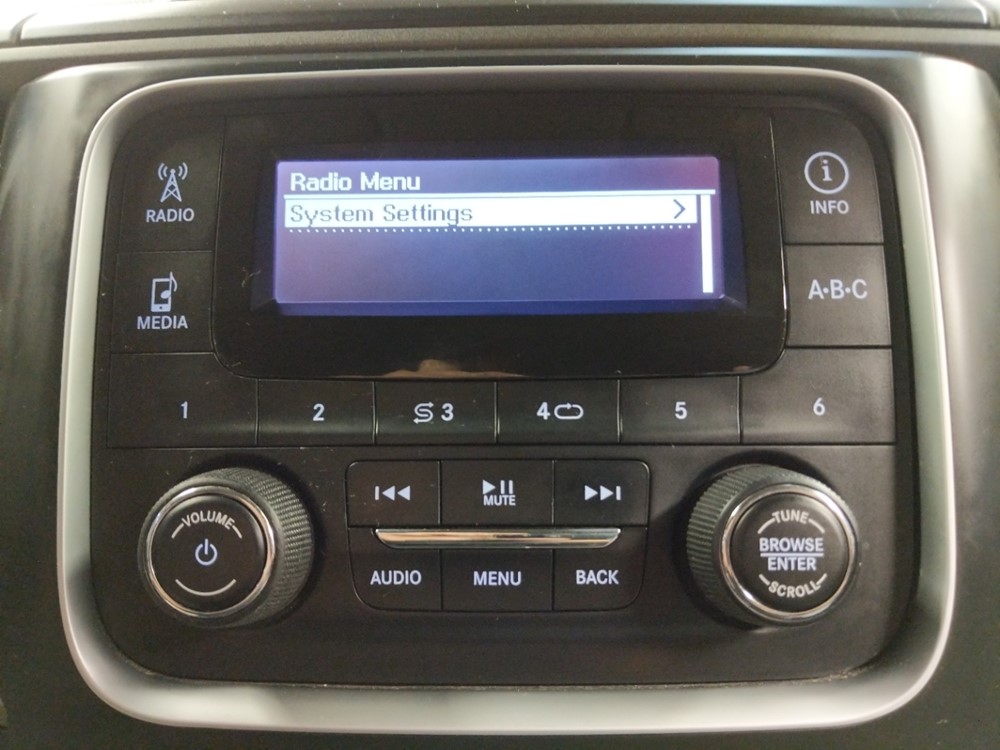 Radio Menu
System Settings
RADIO
INFO
MEDIA
A•B•C
1
2
3
4
5
6
VOLUME
MUTE
TUNE
BROWSE
ENTER
SCROLL
AUDIO
MENU
BACK